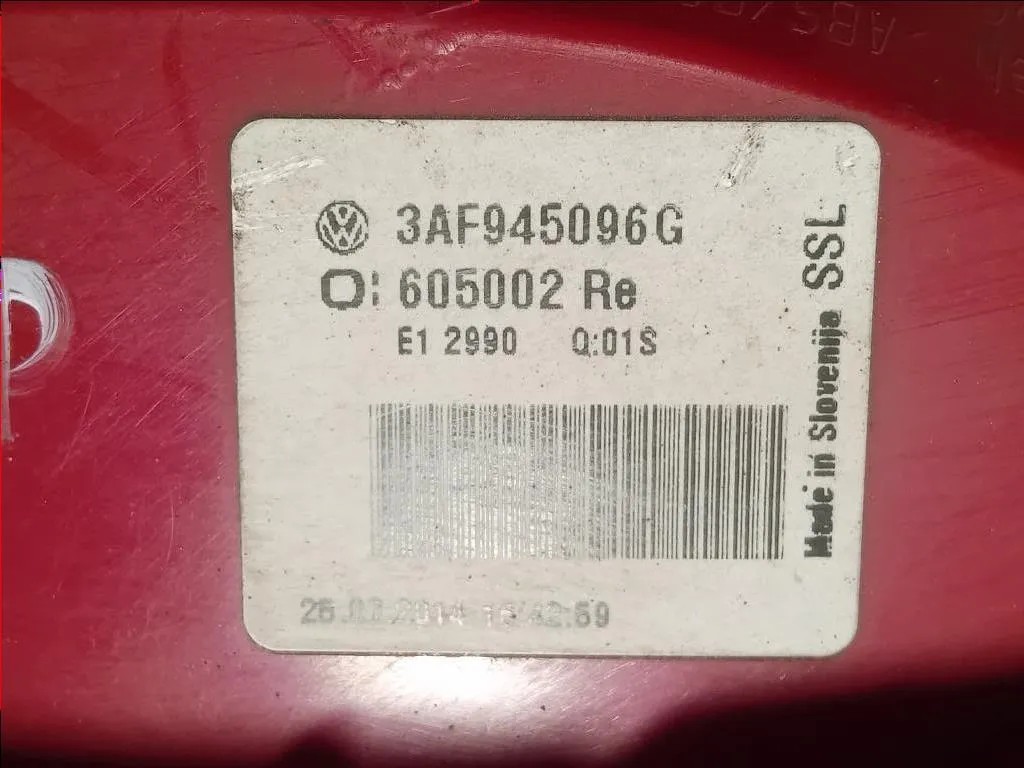 3AF945096G
605002 Re
E1 2990 Q:01S
Made in Slovenija SSL